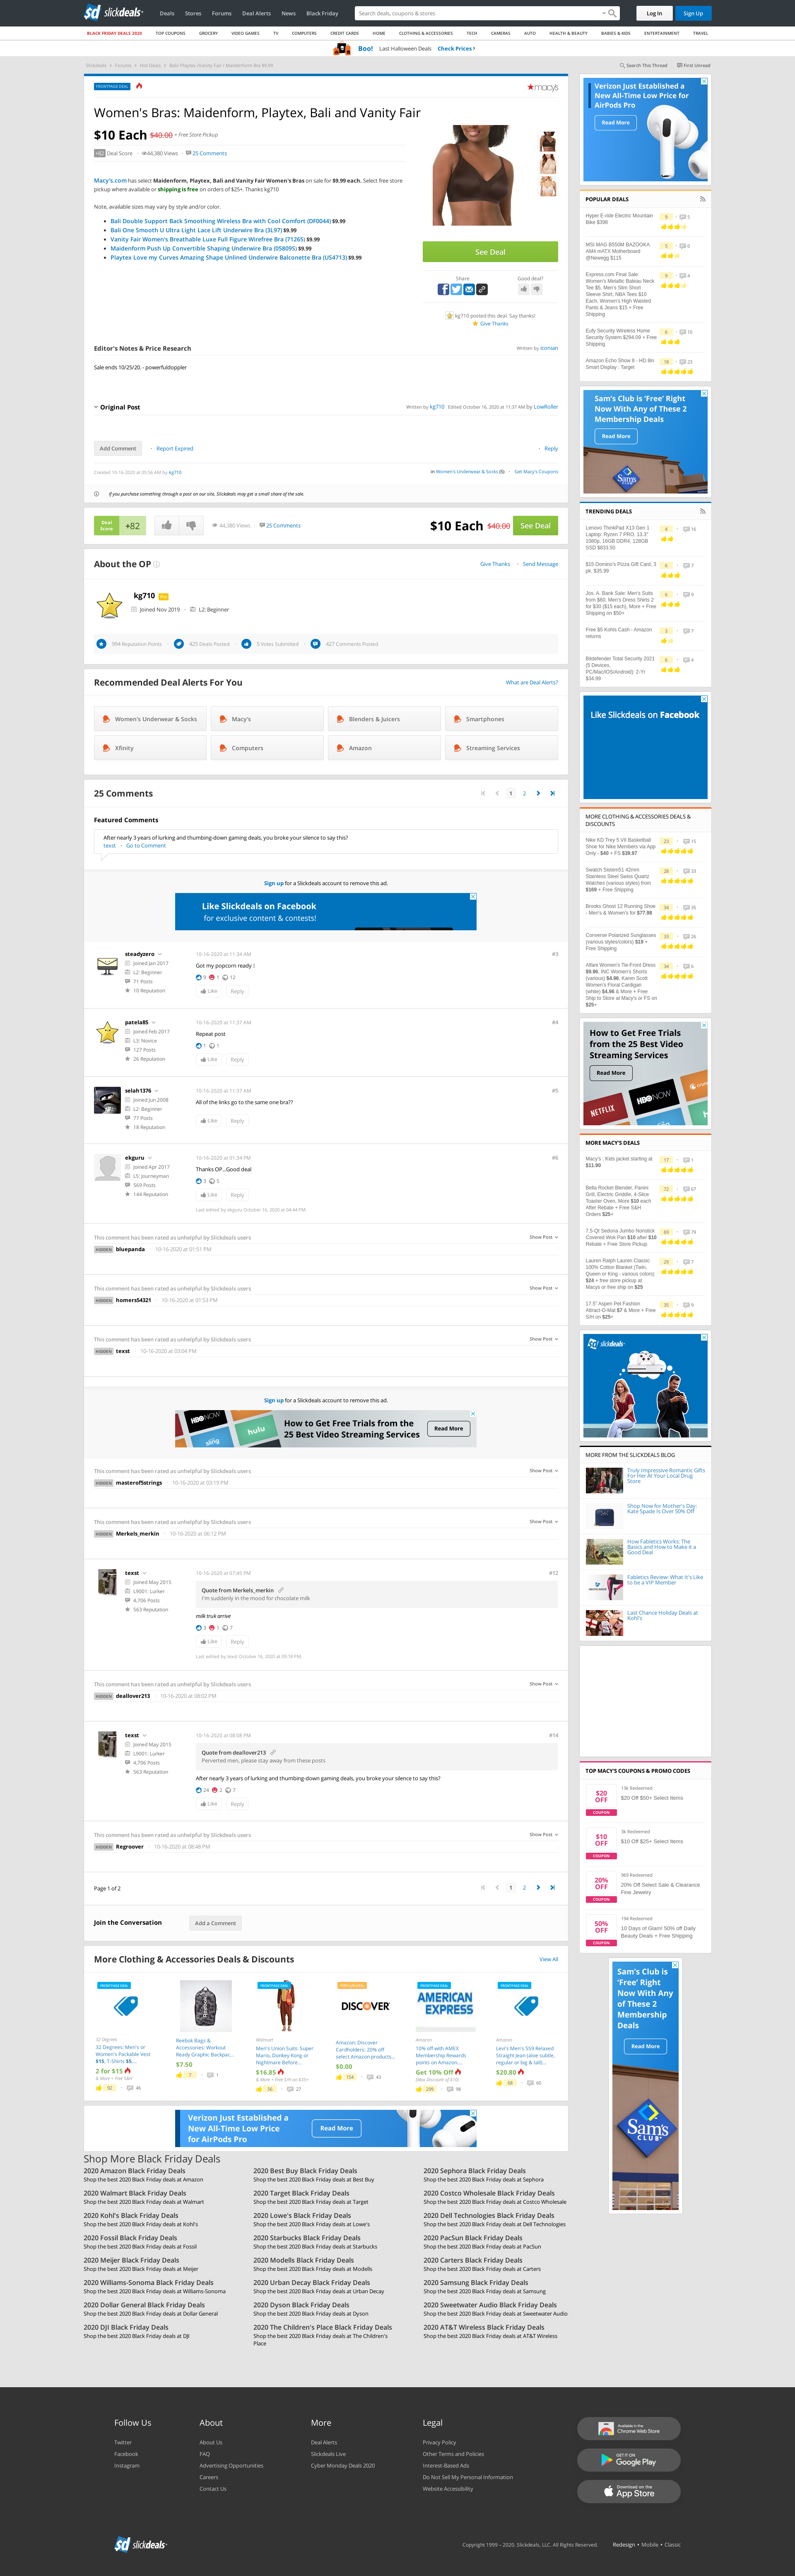 slickdeals
Deals Stores Forums Deal Alerts News Black Friday
Search deals, coupons & stores
Log In Sign Up
BLACK FRIDAY DEALS 2020 TOP COUPONS GROCERY VIDEO GAMES TV COMPUTERS CREDIT CARDS HOME CLOTHING & ACCESSORIES TECH CAMERAS AUTO HEALTH & BEAUTY BABIES & KIDS ENTERTAINMENT TRAVEL
Boo! Last Halloween Deals Check Prices ›
Slickdeals > Forums > Hot Deals > Bali/ Playtex /Vanity Fair / Maidenform Bra $9.99
Search This Thread First Unread
FRONTPAGE DEAL
macys
Women's Bras: Maidenform, Playtex, Bali and Vanity Fair
$10 Each $40.00 + Free Store Pickup
+82 Deal Score 44,380 Views 25 Comments
Macy's.com has select Maidenform, Playtex, Bali and Vanity Fair Women's Bras on sale for $9.99 each. Select free store
pickup where available or shipping is free on orders of $25+. Thanks kg710
Note, available sizes may vary by style and/or color.
Bali Double Support Back Smoothing Wireless Bra with Cool Comfort (DF0044) $9.99
Bali One Smooth U Ultra Light Lace Lift Underwire Bra (3L97) $9.99
Vanity Fair Women's Breathable Luxe Full Figure Wirefree Bra (71265) $9.99
Maidenform Push Up Convertible Shaping Underwire Bra (05809S) $9.99
Playtex Love my Curves Amazing Shape Unlined Underwire Balconette Bra (US4713) $9.99
See Deal
Share Good deal?
kg710 posted this deal. Say thanks!
Give Thanks
Editor's Notes & Price Research Written by iconian
Sale ends 10/25/20. - powerfuldoppler
Original Post Written by kg710 Edited October 16, 2020 at 11:37 AM by LowRoller
Add Comment Report Expired Reply
Created 10-16-2020 at 05:56 AM by kg710
in Women's Underwear & Socks (5) Get Macy's Coupons
If you purchase something through a post on our site, Slickdeals may get a small share of the sale.
Deal Score +82 44,380 Views 25 Comments $10 Each $40.00 See Deal
About the OP Give Thanks Send Message
kg710 Pro
Joined Nov 2019 L2: Beginner
994 Reputation Points 425 Deals Posted 5 Votes Submitted 427 Comments Posted
Recommended Deal Alerts For You What are Deal Alerts?
Women's Underwear & Socks Macy's Blenders & Juicers Smartphones
Xfinity Computers Amazon Streaming Services
25 Comments 1 2
Featured Comments
After nearly 3 years of lurking and thumbing-down gaming deals, you broke your silence to say this?
texst Go to Comment
Sign up for a Slickdeals account to remove this ad.
Like Slickdeals on Facebook
for exclusive content & contests!
steadyzero 10-16-2020 at 11:34 AM #3
Joined Jan 2017
L2: Beginner
71 Posts
10 Reputation
Got my popcorn ready !
9 1 12
Like Reply
patela85 10-16-2020 at 11:37 AM #4
Joined Feb 2017
L3: Novice
127 Posts
26 Reputation
Repeat post
1 1
Like Reply
selah1376 10-16-2020 at 11:37 AM #5
Joined Jun 2008
L2: Beginner
77 Posts
18 Reputation
All of the links go to the same one bra??
Like Reply
ekguru 10-16-2020 at 01:34 PM #6
Joined Apr 2017
L5: Journeyman
569 Posts
144 Reputation
Thanks OP...Good deal
3 5
Like Reply
Last edited by ekguru October 16, 2020 at 04:44 PM.
This comment has been rated as unhelpful by Slickdeals users Show Post
HIDDEN bluepanda 10-16-2020 at 01:51 PM
This comment has been rated as unhelpful by Slickdeals users Show Post
HIDDEN homers54321 10-16-2020 at 01:53 PM
This comment has been rated as unhelpful by Slickdeals users Show Post
HIDDEN texst 10-16-2020 at 03:04 PM
Sign up for a Slickdeals account to remove this ad.
HBO NOW sling hulu
How to Get Free Trials from the
25 Best Video Streaming Services
Read More
This comment has been rated as unhelpful by Slickdeals users Show Post
HIDDEN masterof5strings 10-16-2020 at 03:19 PM
This comment has been rated as unhelpful by Slickdeals users Show Post
HIDDEN Merkels_merkin 10-16-2020 at 06:12 PM
texst 10-16-2020 at 07:45 PM #12
Joined May 2015
L9001: Lurker
4,706 Posts
563 Reputation
Quote from Merkels_merkin
I'm suddenly in the mood for chocolate milk
milk truk arrive
3 1 7
Like Reply
Last edited by texst October 16, 2020 at 09:18 PM.
This comment has been rated as unhelpful by Slickdeals users Show Post
HIDDEN deallover213 10-16-2020 at 08:02 PM
texst 10-16-2020 at 08:08 PM #14
Joined May 2015
L9001: Lurker
4,706 Posts
563 Reputation
Quote from deallover213
Perverted men, please stay away from these posts
After nearly 3 years of lurking and thumbing-down gaming deals, you broke your silence to say this?
24 2 7
Like Reply
This comment has been rated as unhelpful by Slickdeals users Show Post
HIDDEN Regroover 10-16-2020 at 08:48 PM
Page 1 of 2 1 2
Join the Conversation Add a Comment
More Clothing & Accessories Deals & Discounts View All
32 Degrees
32 Degrees: Men's or
Women's Packable Vest
$15, T-Shirts $5,...
2 for $15
& More + Free S&H
92 46
Reebok Bags &
Accessories: Workout
Ready Graphic Backpac...
$7.50
7 1
Walmart
Men's Union Suits: Super
Mario, Donkey Kong or
Nightmare Before...
$16.85
& More + Free S/H on $35+
56 27
DISCOVER
Amazon: Discover
Cardholders: 20% off
select Amazon products...
$0.00
154 43
AMERICAN EXPRESS
Amazon
10% off with AMEX
Membership Rewards
points on Amazon...
Get 10% Off
(Max Discount of $10)
295 98
Amazon
Levi's Men's 559 Relaxed
Straight Jean (aloe subtle,
regular or big & tall)...
$20.80
68 60
Verizon Just Established a
New All-Time Low Price
for AirPods Pro
Read More
Shop More Black Friday Deals
2020 Amazon Black Friday Deals 2020 Best Buy Black Friday Deals 2020 Sephora Black Friday Deals
Shop the best 2020 Black Friday deals at Amazon Shop the best 2020 Black Friday deals at Best Buy Shop the best 2020 Black Friday deals at Sephora
2020 Walmart Black Friday Deals 2020 Target Black Friday Deals 2020 Costco Wholesale Black Friday Deals
Shop the best 2020 Black Friday deals at Walmart Shop the best 2020 Black Friday deals at Target Shop the best 2020 Black Friday deals at Costco Wholesale
2020 Kohl's Black Friday Deals 2020 Lowe's Black Friday Deals 2020 Dell Technologies Black Friday Deals
Shop the best 2020 Black Friday deals at Kohl's Shop the best 2020 Black Friday deals at Lowe's Shop the best 2020 Black Friday deals at Dell Technologies
2020 Fossil Black Friday Deals 2020 Starbucks Black Friday Deals 2020 PacSun Black Friday Deals
Shop the best 2020 Black Friday deals at Fossil Shop the best 2020 Black Friday deals at Starbucks Shop the best 2020 Black Friday deals at PacSun
2020 Meijer Black Friday Deals 2020 Modells Black Friday Deals 2020 Carters Black Friday Deals
Shop the best 2020 Black Friday deals at Meijer Shop the best 2020 Black Friday deals at Modells Shop the best 2020 Black Friday deals at Carters
2020 Williams-Sonoma Black Friday Deals 2020 Urban Decay Black Friday Deals 2020 Samsung Black Friday Deals
Shop the best 2020 Black Friday deals at Williams-Sonoma Shop the best 2020 Black Friday deals at Urban Decay Shop the best 2020 Black Friday deals at Samsung
2020 Dollar General Black Friday Deals 2020 Dyson Black Friday Deals 2020 Sweetwater Audio Black Friday Deals
Shop the best 2020 Black Friday deals at Dollar General Shop the best 2020 Black Friday deals at Dyson Shop the best 2020 Black Friday deals at Sweetwater Audio
2020 DJI Black Friday Deals 2020 The Children's Place Black Friday Deals 2020 AT&T Wireless Black Friday Deals
Shop the best 2020 Black Friday deals at DJI Shop the best 2020 Black Friday deals at The Children's Place Shop the best 2020 Black Friday deals at AT&T Wireless
Verizon Just Established a
New All-Time Low Price for
AirPods Pro
Read More
POPULAR DEALS
Hyper E-ride Electric Mountain
Bike $398
9 5
MSI MAG B550M BAZOOKA
AM4 mATX Motherboard
@Newegg $115
5 0
Express.com Final Sale:
Women's Metallic Bateau Neck
Tee $5, Men's Slim Short
Sleeve Shirt, NBA Tees $10
Each, Women's High Waisted
Pants & Jeans $15 + Free
Shipping
9 4
Eufy Security Wireless Home
Security System $294.09 + Free
Shipping
6 10
Amazon Echo Show 8 - HD 8in
Smart Display : Target
18 23
Sam's Club is 'Free' Right
Now With Any of These 2
Membership Deals
Read More
TRENDING DEALS
Lenovo ThinkPad X13 Gen 1
Laptop: Ryzen 7 PRO, 13.3"
1080p, 16GB DDR4, 128GB
SSD $833.50
4 16
$15 Domino's Pizza Gift Card, 3
pk. $35.99
6 7
Jos. A. Bank Sale: Men's Suits
from $60, Men's Dress Shirts 2
for $30 ($15 each), More + Free
Shipping on $50+
6 9
Free $5 Kohls Cash - Amazon
returns
3 7
Bitdefender Total Security 2021
(5 Devices,
PC/Mac/iOS/Android): 2-Yr
$34.99
6 4
Like Slickdeals on Facebook
MORE CLOTHING & ACCESSORIES DEALS &
DISCOUNTS
Nike KD Trey 5 VII Basketball
Shoe for Nike Members via App
Only - $40 + FS $39.97
23 15
Swatch Sistem51 42mm
Stainless Steel Swiss Quartz
Watches (various styles) from
$169 + Free Shipping
28 33
Brooks Ghost 12 Running Shoe
- Men's & Women's for $77.98
34 30
Converse Polarized Sunglasses
(various styles/colors) $19 +
Free Shipping
33 26
Alfani Women's Tie-Front Dress
$9.96, INC Women's Shorts
(various) $4.96, Karen Scott
Women's Floral Cardigan
(white) $4.96 & More + Free
Ship to Store at Macy's or FS on
$25+
34 6
How to Get Free Trials
from the 25 Best Video
Streaming Services
Read More
NETFLIX HBO NOW
MORE MACY'S DEALS
Macy's : Kids jacket starting at
$11.90
17 1
Bella Rocket Blender, Panini
Grill, Electric Griddle, 4-Slice
Toaster Oven, More $10 each
After Rebate + Free S&H
Orders $25+
72 67
7.5-Qt Sedona Jumbo Nonstick
Covered Wok Pan $10 after $10
Rebate + Free Store Pickup
69 79
Lauren Ralph Lauren Classic
100% Cotton Blanket (Twin,
Queen or King - various colors)
$24 + free store pickup at
Macys or free ship on $25
29 7
17.5" Aspen Pet Fashion
Attract-O-Mat $7 & More + Free
S/H on $25+
35 9
slickdeals
MORE FROM THE SLICKDEALS BLOG
Truly Impressive Romantic Gifts
For Her At Your Local Drug
Store
Shop Now for Mother's Day:
Kate Spade Is Over 50% Off
How Fabletics Works: The
Basics and How to Make it a
Good Deal
Fabletics Review: What It's Like
to be a VIP Member
Last Chance Holiday Deals at
Kohl's
TOP MACY'S COUPONS & PROMO CODES
$20 OFF COUPON
13k Redeemed
$20 Off $50+ Select Items
$10 OFF COUPON
3k Redeemed
$10 Off $25+ Select Items
20% OFF COUPON
969 Redeemed
20% Off Select Sale & Clearance
Fine Jewelry
50% OFF COUPON
194 Redeemed
10 Days of Glam! 50% off Daily
Beauty Deals + Free Shipping
Sam's Club is
'Free' Right
Now With Any
of These 2
Membership
Deals
Read More
Sam's CLUB
Follow Us About More Legal
Twitter About Us Deal Alerts Privacy Policy
Facebook FAQ Slickdeals Live Other Terms and Policies
Instagram Advertising Opportunities Cyber Monday Deals 2020 Interest-Based Ads
Careers Do Not Sell My Personal Information
Contact Us Website Accessibility
Available in the Chrome Web Store
GET IT ON Google Play
Download on the App Store
slickdeals
Copyright 1999 – 2020. Slickdeals, LLC. All Rights Reserved. Redesign • Mobile • Classic